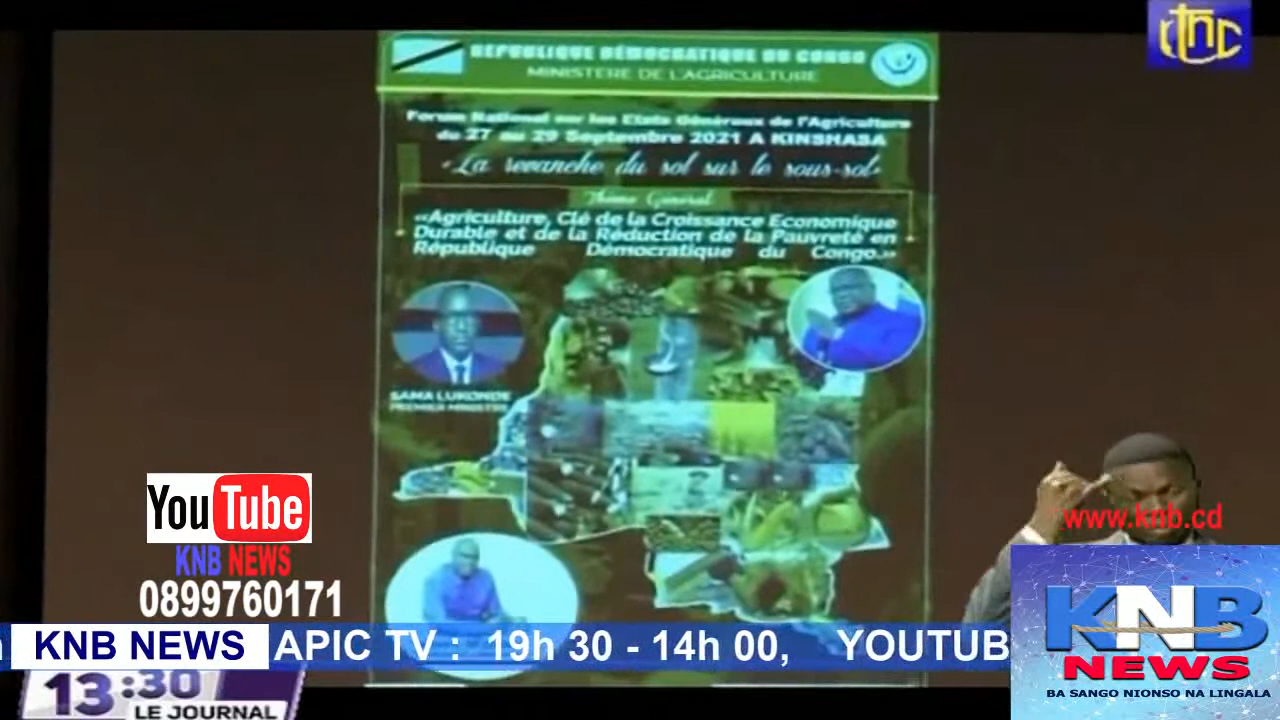 rtnc
RÉPUBLIQUE DÉMOCRATIQUE DU CONGO
MINISTERE DE L'AGRICULTURE
Forum National sur les Etats Généraux de l'Agriculture
du 27 au 29 Septembre 2021 A KINSHASA
«La revanche du sol sur le sous-sol»
Thème Général
«Agriculture, Clé de la Croissance Economique
Durable et de la Réduction de la Pauvreté en
République Démocratique du Congo.»
SAMA LUKONDE
PREMIER MINISTRE
YouTube
KNB NEWS
0899760171
www.knb.cd
KNB NEWS APIC TV : 19h 30 - 14h 00, YOUTUB
13:30
LE JOURNAL
KNB
NEWS
BA SANGO NIONSO NA LINGALA